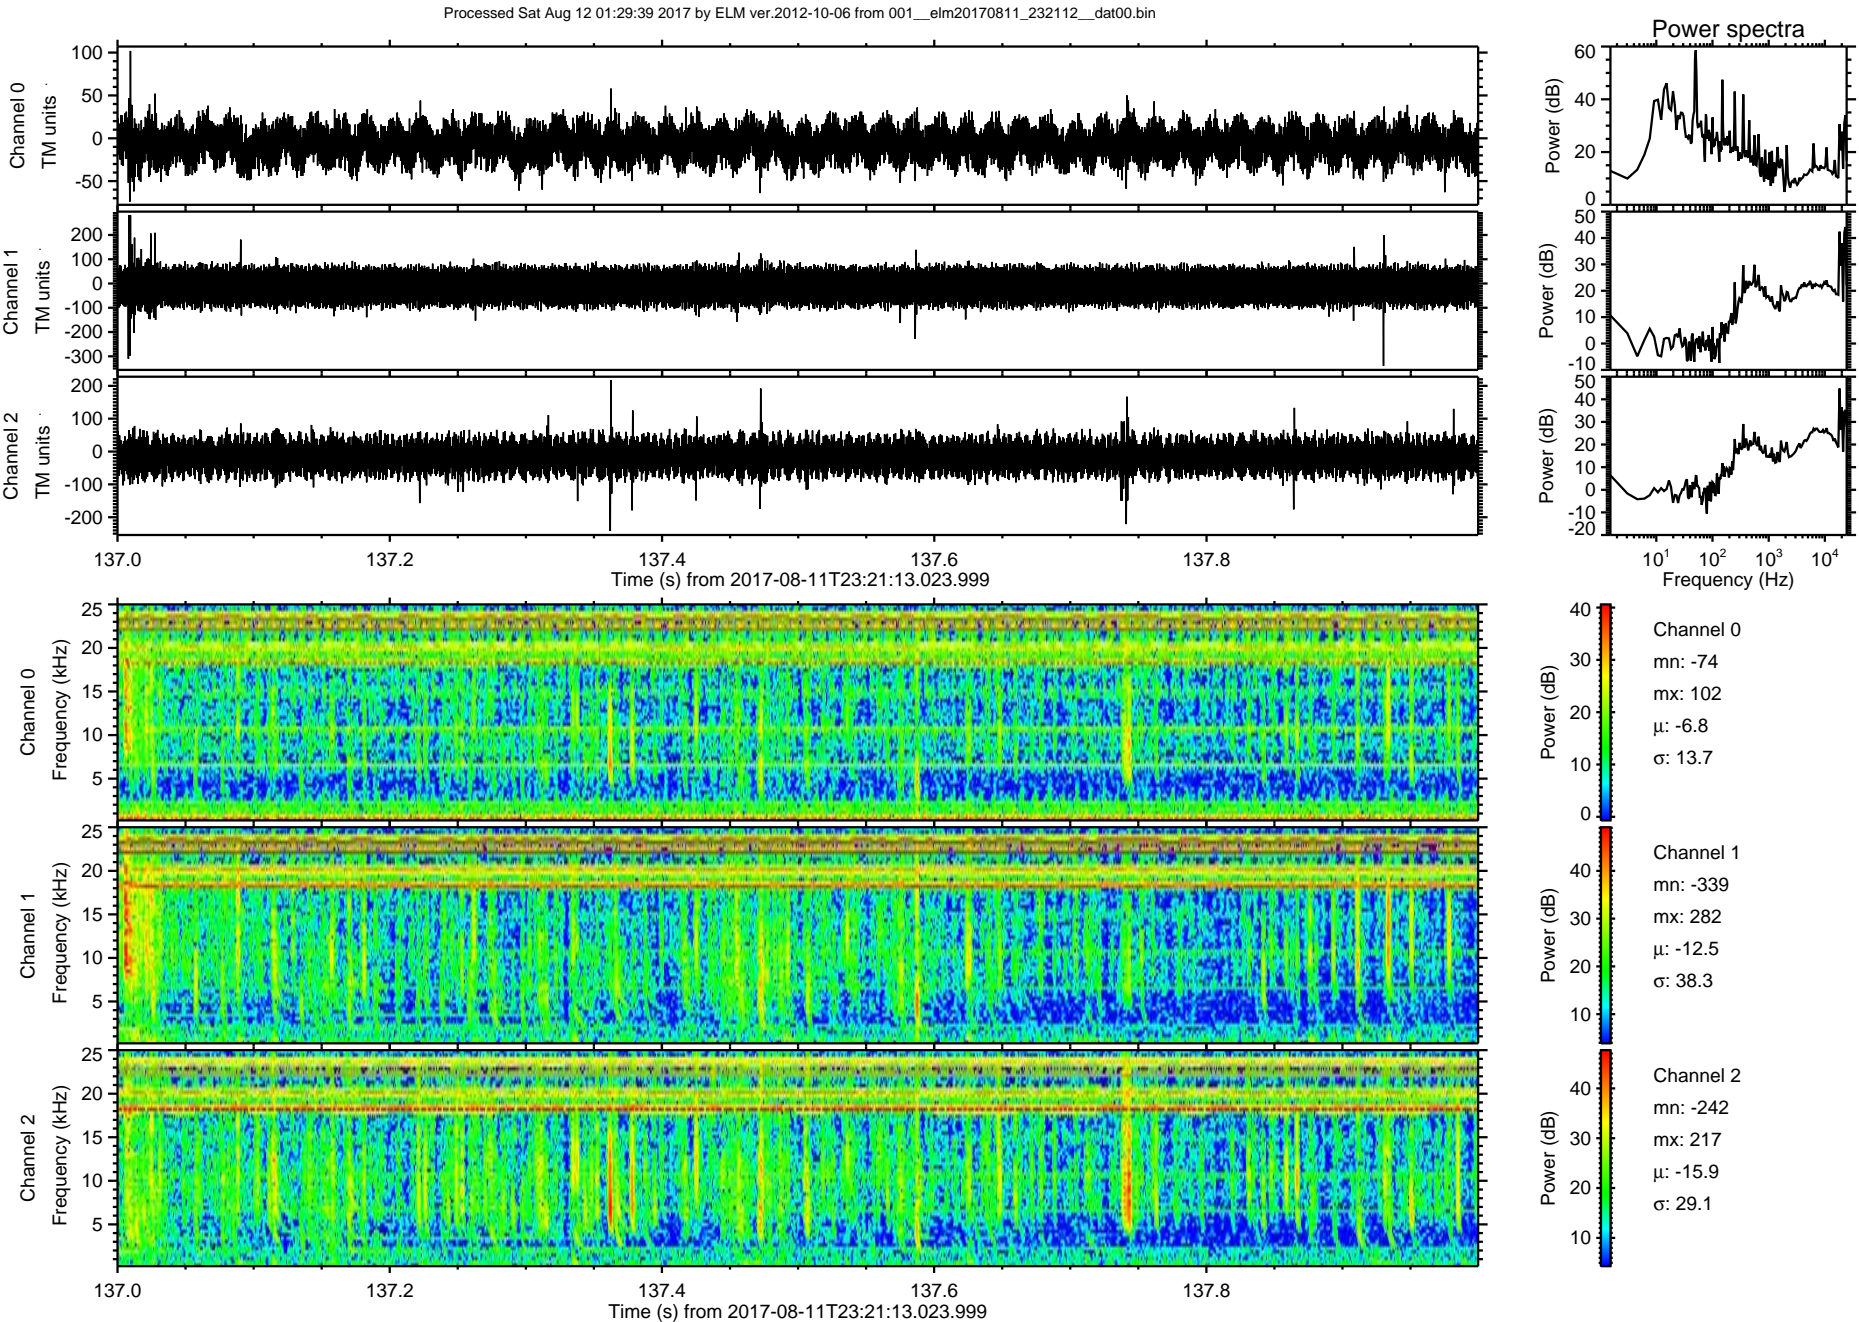 Processed Sat Aug 12 01:29:39 2017 by ELM ver.2012-10-06 from 001__elm20170811_232112__dat00.bin
Power spectra
Channel 0
TM units
100
50
0
-50
Power (dB)
60
40
20
0
Channel 1
TM units
200
100
0
-100
-200
-300
Power (dB)
50
40
30
20
10
0
-10
Channel 2
TM units
200
100
0
-100
-200
Power (dB)
50
40
30
20
10
0
-10
-20
137.0 137.2 137.4 137.6 137.8
Time (s) from 2017-08-11T23:21:13.023.999
10¹ 10² 10³ 10⁴
Frequency (Hz)
Channel 0
Frequency (kHz)
25
20
15
10
5
Power (dB)
40
30
20
10
0
Channel 0
mn: -74
mx: 102
μ: -6.8
σ: 13.7
Channel 1
Frequency (kHz)
25
20
15
10
5
Power (dB)
40
30
20
10
Channel 1
mn: -339
mx: 282
μ: -12.5
σ: 38.3
Channel 2
Frequency (kHz)
25
20
15
10
5
Power (dB)
40
30
20
10
Channel 2
mn: -242
mx: 217
μ: -15.9
σ: 29.1
137.0 137.2 137.4 137.6 137.8
Time (s) from 2017-08-11T23:21:13.023.999